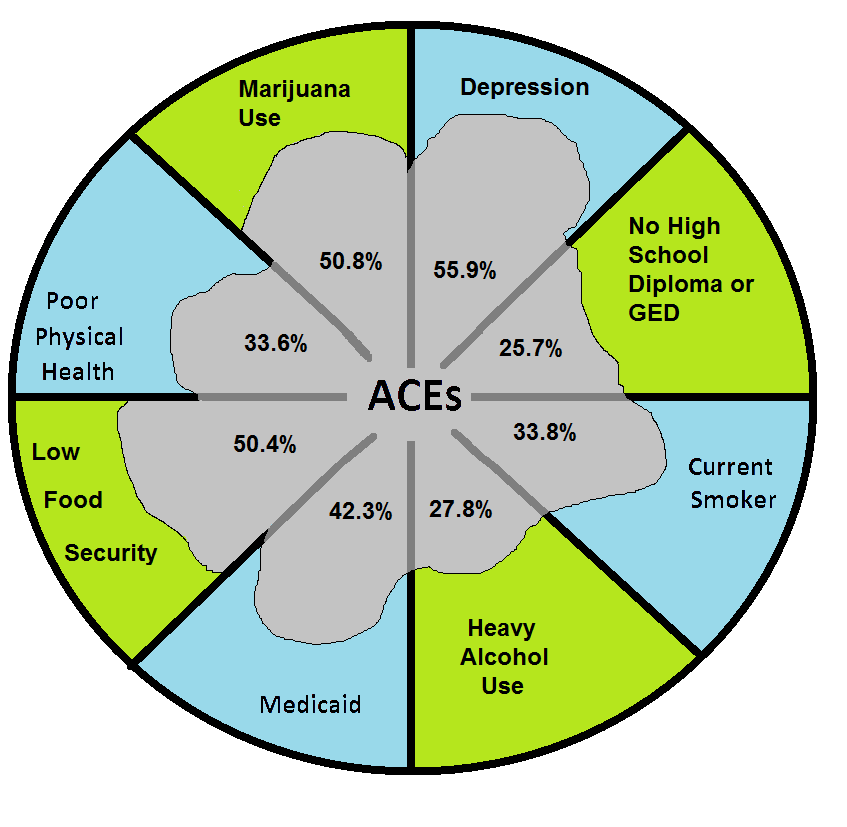 Marijuana
Use
Depression
No High
School
Diploma or
GED
50.8%
55.9%
Poor
Physical
Health
33.6%
25.7%
ACEs
Low
Food
Security
50.4%
33.8%
Current
Smoker
42.3%
27.8%
Heavy
Alcohol
Use
Medicaid